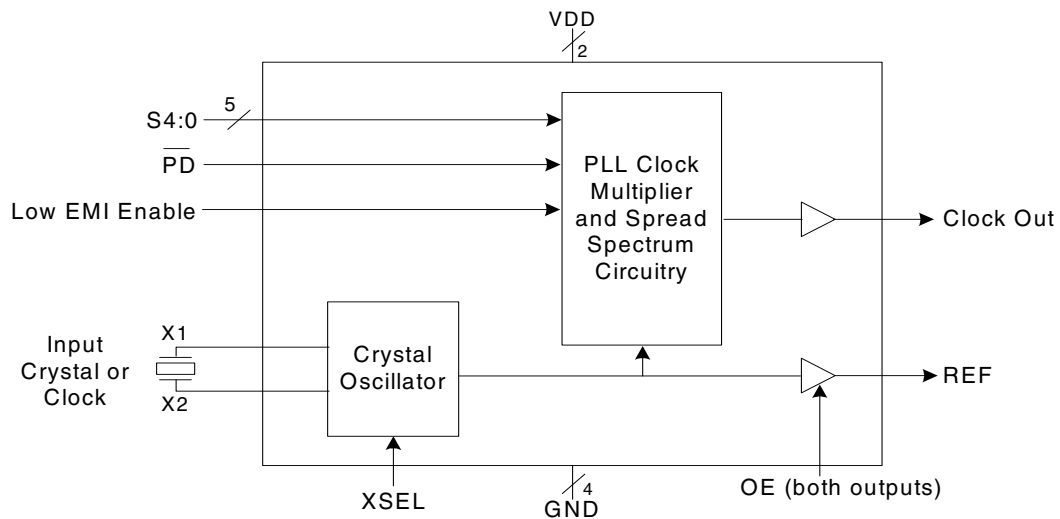 VDD
2
S4:0
5
PD
Low EMI Enable
PLL Clock
Multiplier
and Spread
Spectrum
Circuitry
Clock Out
Input
Crystal or
Clock
X1
X2
Crystal
Oscillator
REF
XSEL
4
GND
OE (both outputs)